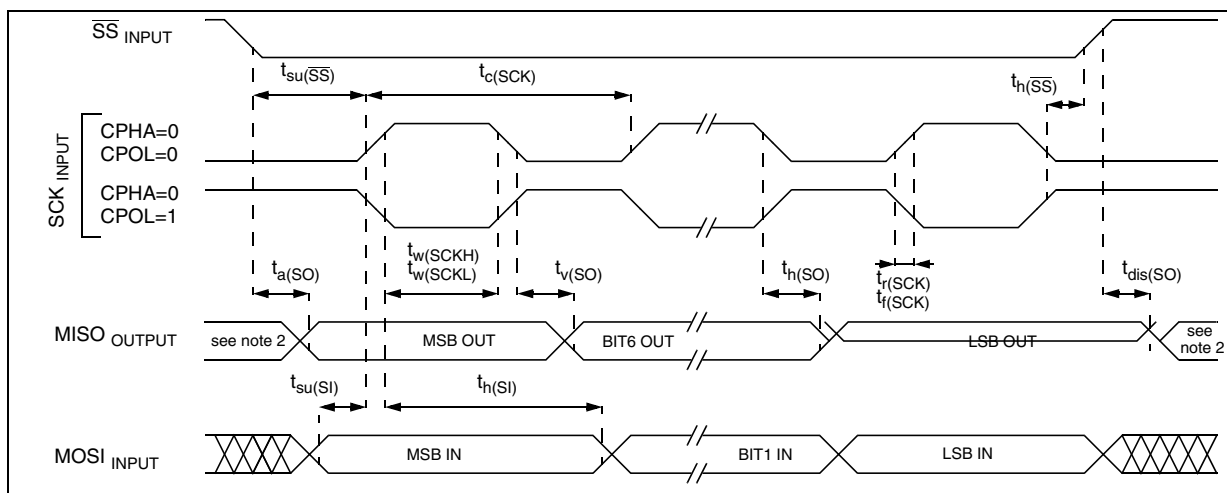 SS INPUT
tsu(SS)
tc(SCK)
th(SS)
SCK INPUT
CPHA=0
CPOL=0
CPHA=0
CPOL=1
ta(SO)
tw(SCKH)
tw(SCKL)
tv(SO)
th(SO)
tr(SCK)
tf(SCK)
tdis(SO)
MISO OUTPUT
see note 2
MSB OUT
BIT6 OUT
LSB OUT
see
note 2
tsu(SI)
th(SI)
MOSI INPUT
MSB IN
BIT1 IN
LSB IN